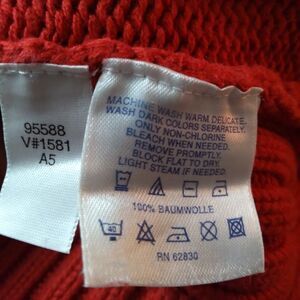 95588
V#1581
A5
MACHINE WASH WARM, DELICATE.
WASH DARK COLORS SEPARATELY.
ONLY NON-CHLORINE
BLEACH WHEN NEEDED.
REMOVE PROMPTLY.
BLOCK FLAT TO DRY.
LIGHT STEAM IF NEEDED.
100% BAUMWOLLE
40
RN 62830